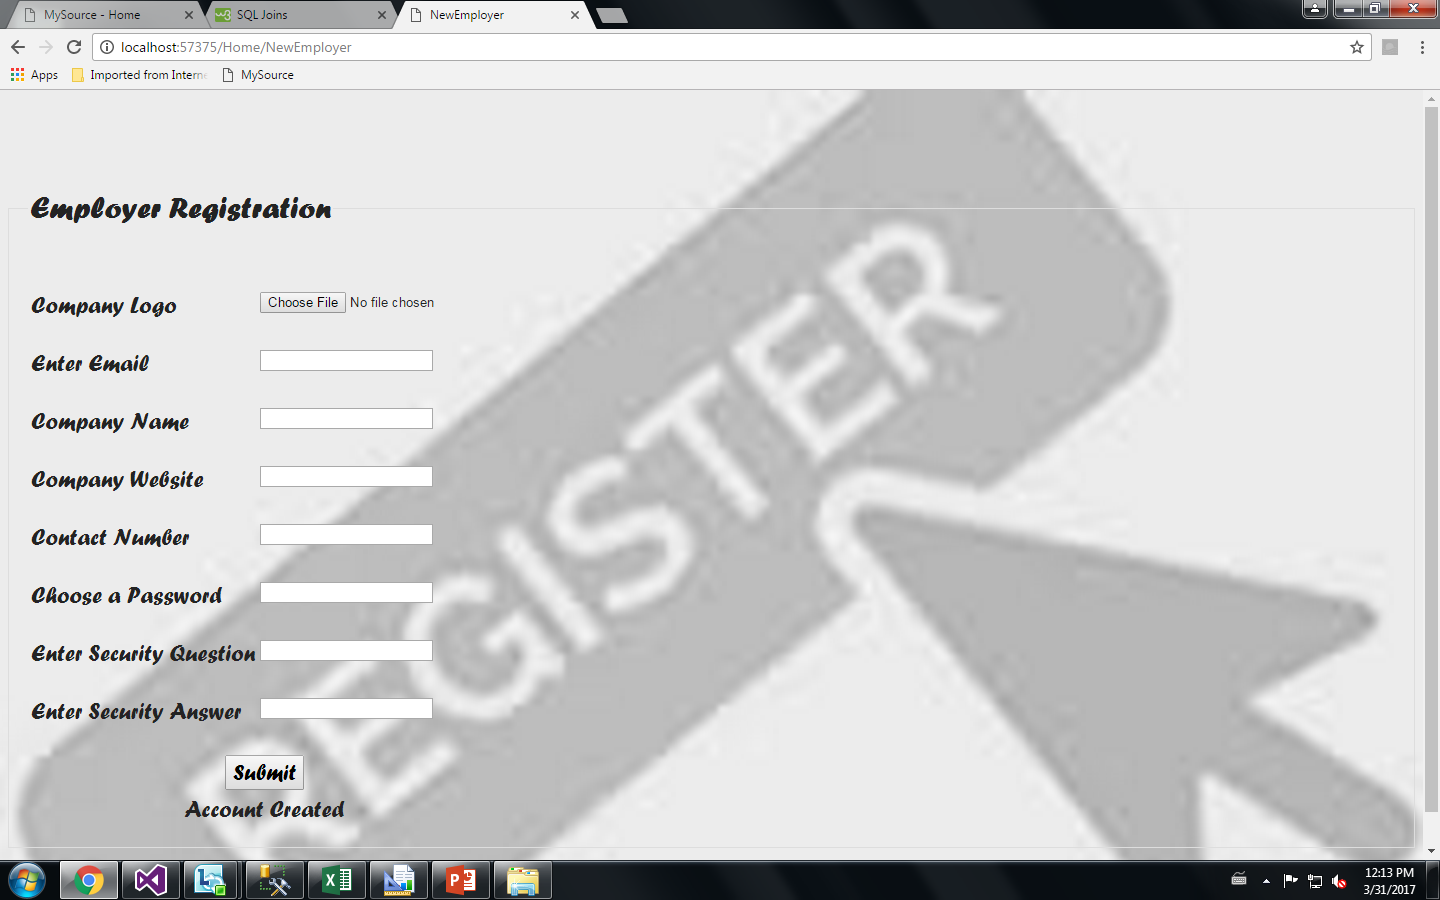 MySource - Home
SQL Joins
NewEmployer
localhost:57375/Home/NewEmployer
Apps
Imported from Intern
MySource
Employer Registration
Company Logo Choose File No file chosen
Enter Email
Company Name
Company Website
Contact Number
Choose a Password
Enter Security Question
Enter Security Answer
Submit
Account Created
REGISTER
12:13 PM
3/31/2017